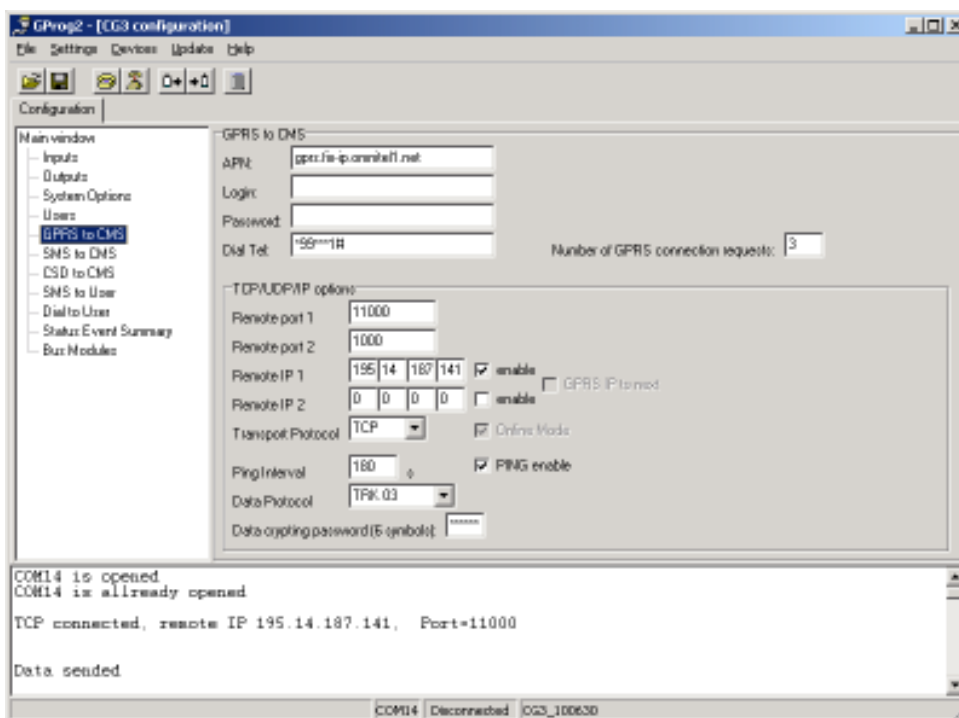 GProg2 - [CG3 configuration]
File Settings Devices Update Help
Configuration
Main window
Inputs
Outputs
System Options
Users
GPRS to CMS
SMS to CMS
CSD to CMS
SMS to User
Dial to User
Status Event Summary
Bus Modules
GPRS to CMS
APN:
Login:
Password:
Dial Tel: *99***1#
Number of GPRS connection requests: 3
TCP/UDP/IP options
Remote port 1 11000
Remote port 2 1000
Remote IP 1 195 14 187 141 enable
GPRS IP to mod
Remote IP 2 0 0 0 0 enable
Transport Protocol TCP Online Mode
Ping Interval 180 s PING enable
Data Protocol TRK 03
Data crypting password (6 symbols): ******
COM14 is opened
COM14 is allready opened
TCP connected, remote IP 195.14.187.141, Port=11000
Data sended
COM14 Disconnected CG3_100630